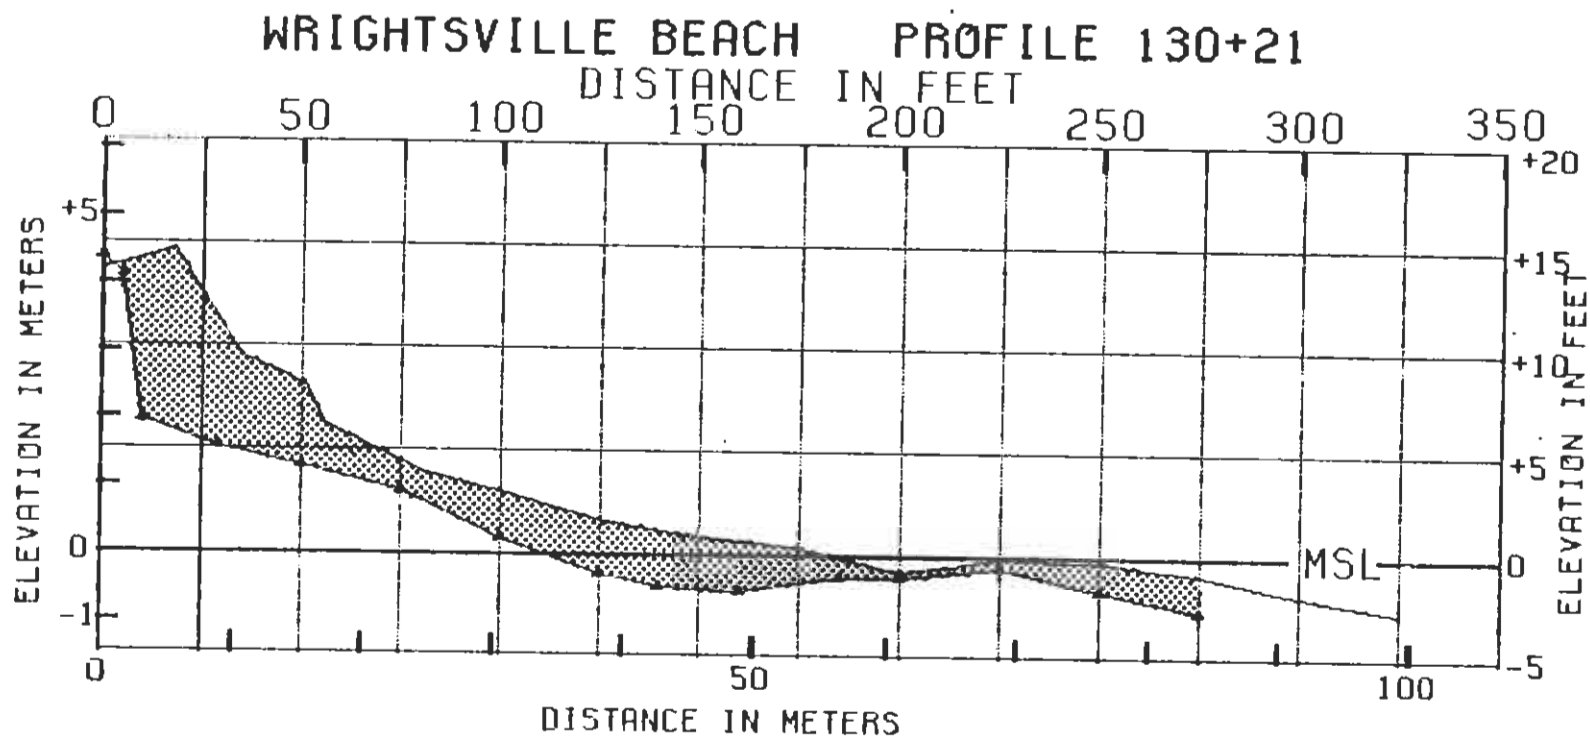 WRIGHTSVILLE BEACH PROFILE 130+21
DISTANCE IN FEET
0 50 100 150 200 250 300 350
+20
+5
+15
+10
+5
0
MSL
0
-1
-5
0 50 100
ELEVATION IN METERS
ELEVATION IN FEET
DISTANCE IN METERS